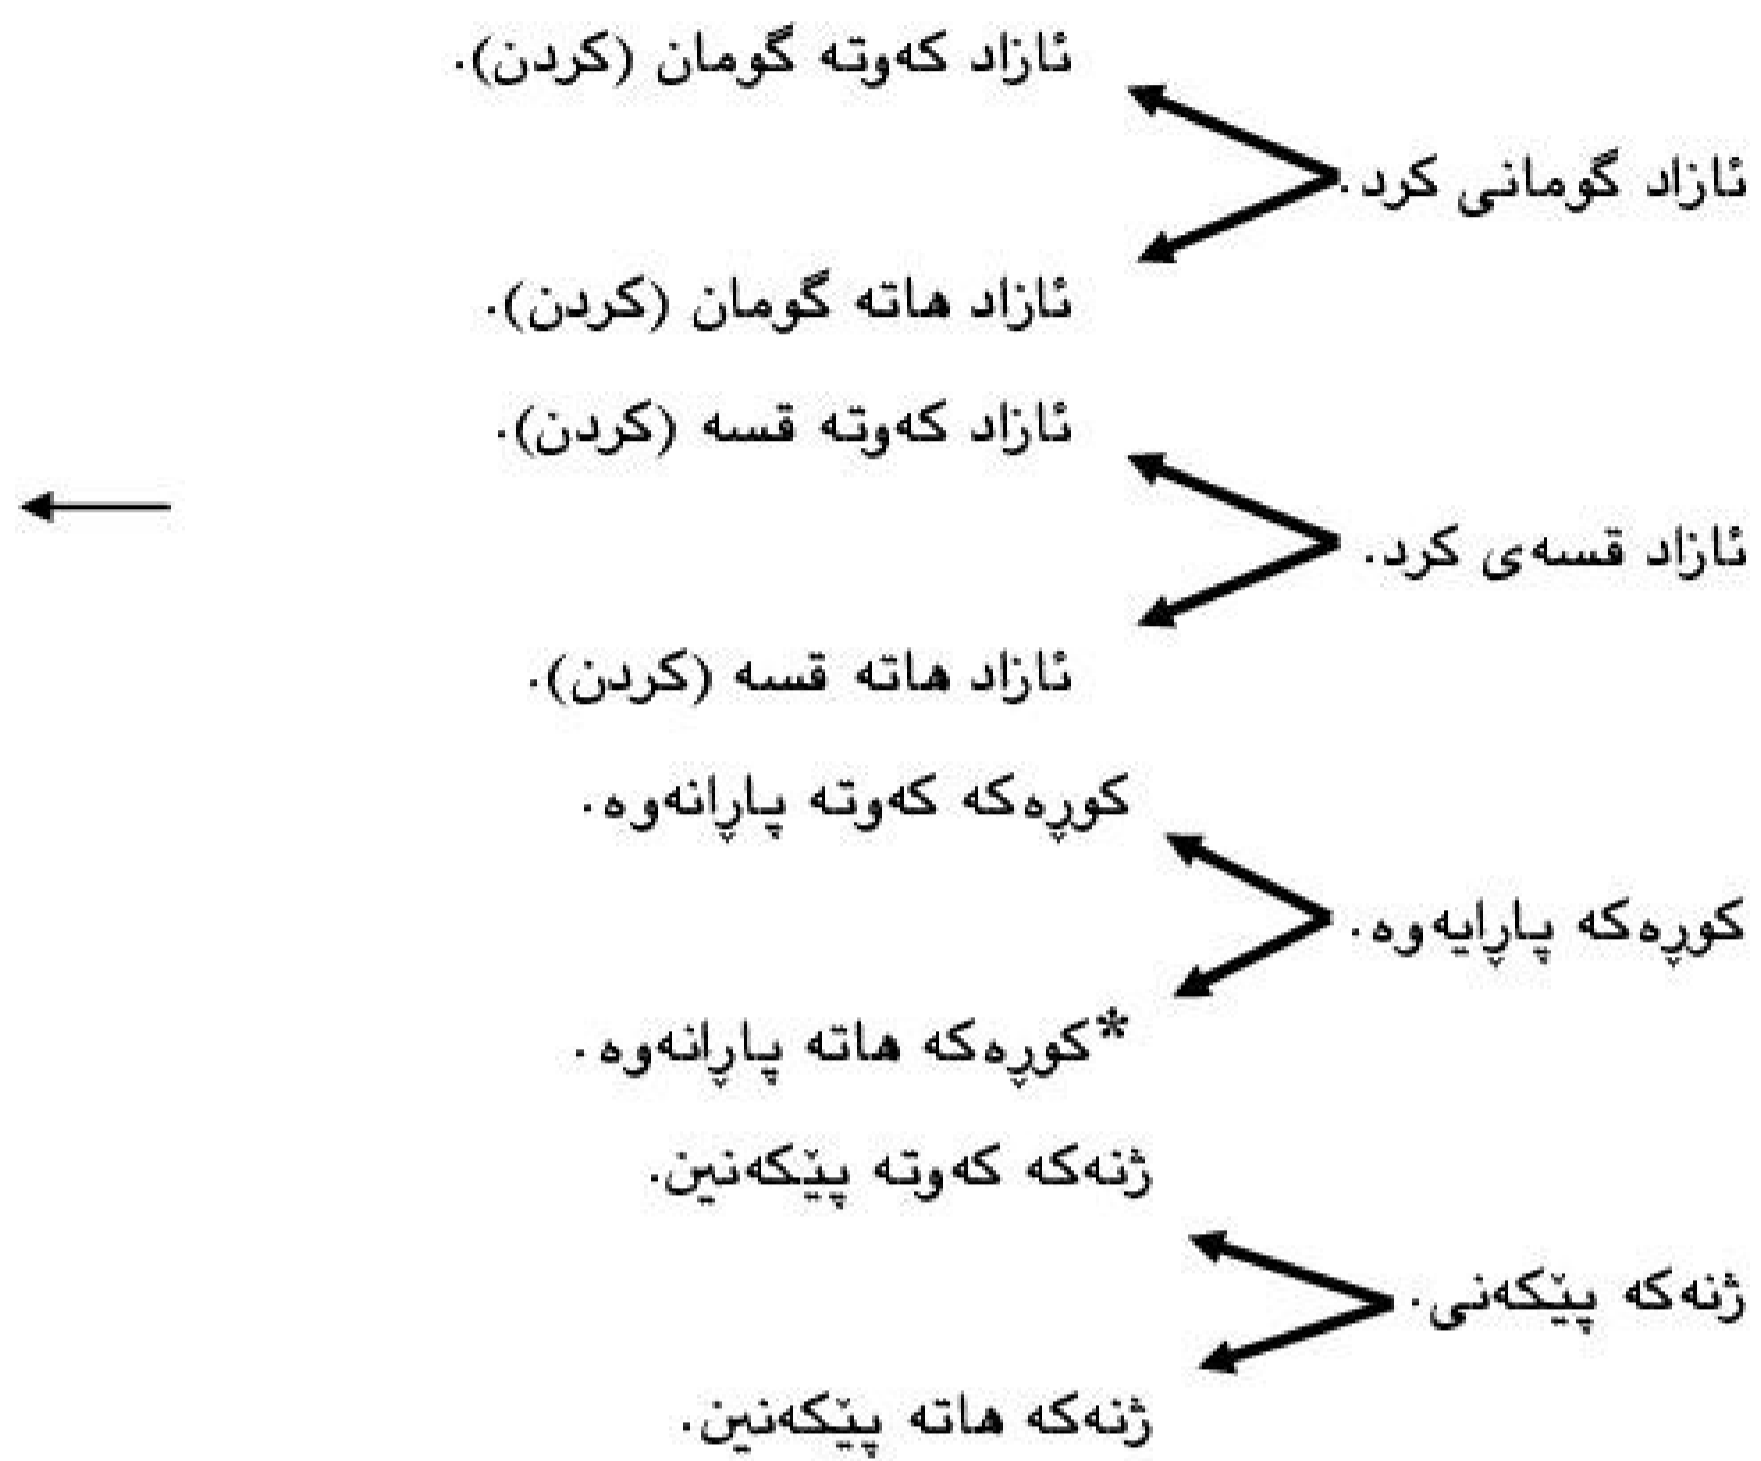 ئازاد کەوتە گومان (کردن).
ئازاد گومانی کرد.
ئازاد هاتە گومان (کردن).
ئازاد کەوتە قسە (کردن).
ئازاد قسەی کرد.
ئازاد هاتە قسە (کردن).
کوڕەکە کەوتە پاڕانەوە.
کوڕەکە پاڕایەوە.
*کوڕەکە هاتە پاڕانەوە.
ژنەکە کەوتە پێکەنین.
ژنەکە پێکەنی.
ژنەکە هاتە پێکەنین.